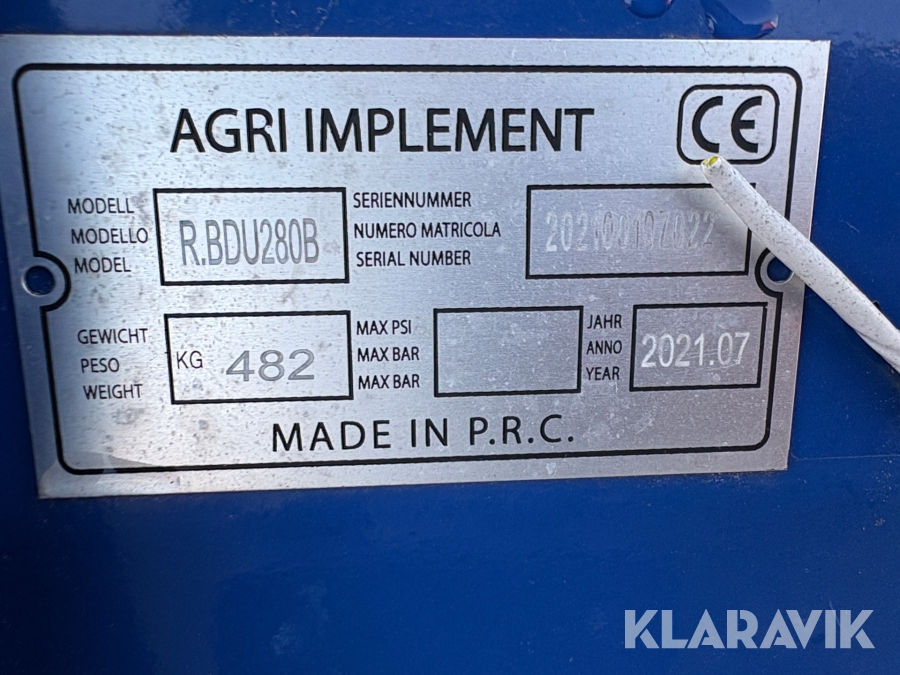 AGRI IMPLEMENT CE
MODELL
MODELLO
MODEL
R.BDU280B
SERIENNUMMER
NUMERO MATRICOLA
SERIAL NUMBER
GEWICHT
PESO
WEIGHT
KG 482
MAX PSI
MAX BAR
MAX BAR
JAHR
ANNO
YEAR
2021.07
MADE IN P.R.C.
KLARAVIK